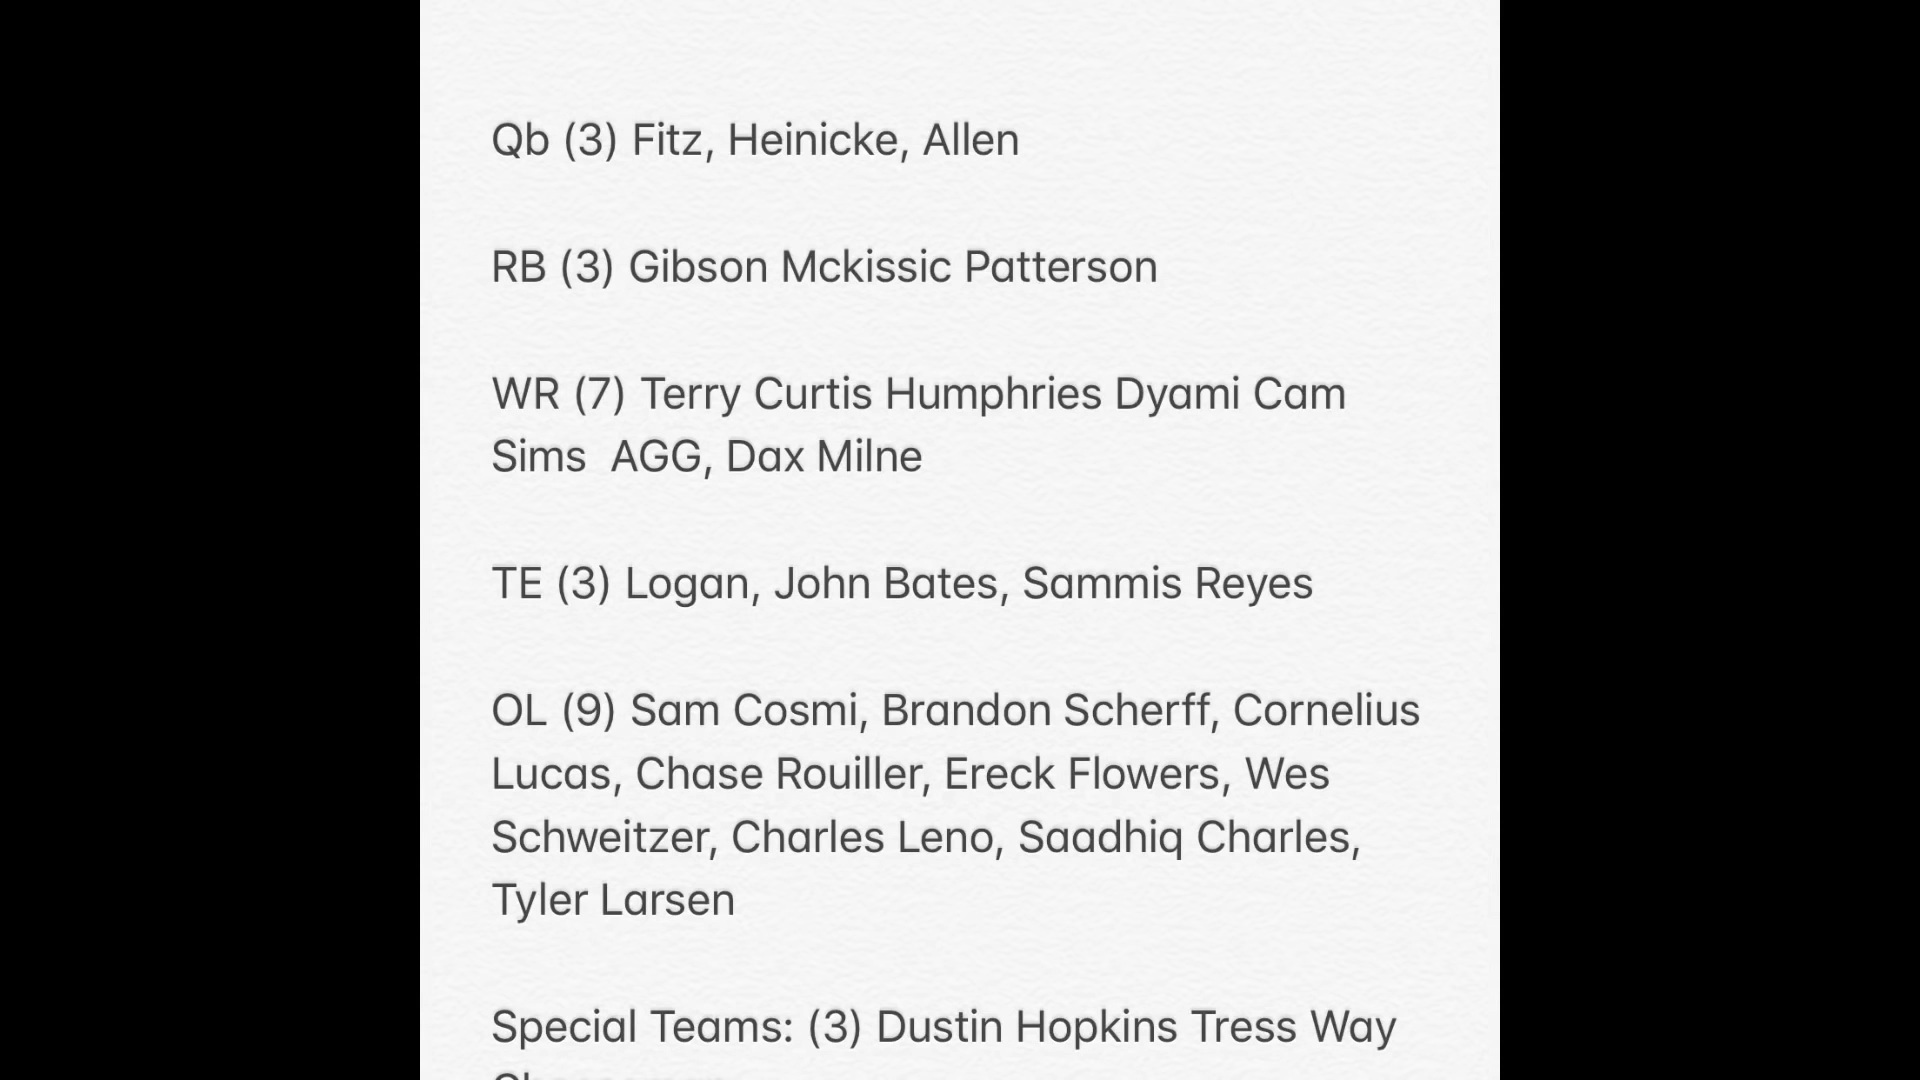 Qb (3) Fitz, Heinicke, Allen
RB (3) Gibson Mckissic Patterson
WR (7) Terry Curtis Humphries Dyami Cam
Sims  AGG, Dax Milne
TE (3) Logan, John Bates, Sammis Reyes
OL (9) Sam Cosmi, Brandon Scherff, Cornelius
Lucas, Chase Rouiller, Ereck Flowers, Wes
Schweitzer, Charles Leno, Saadhiq Charles,
Tyler Larsen
Special Teams: (3) Dustin Hopkins Tress Way